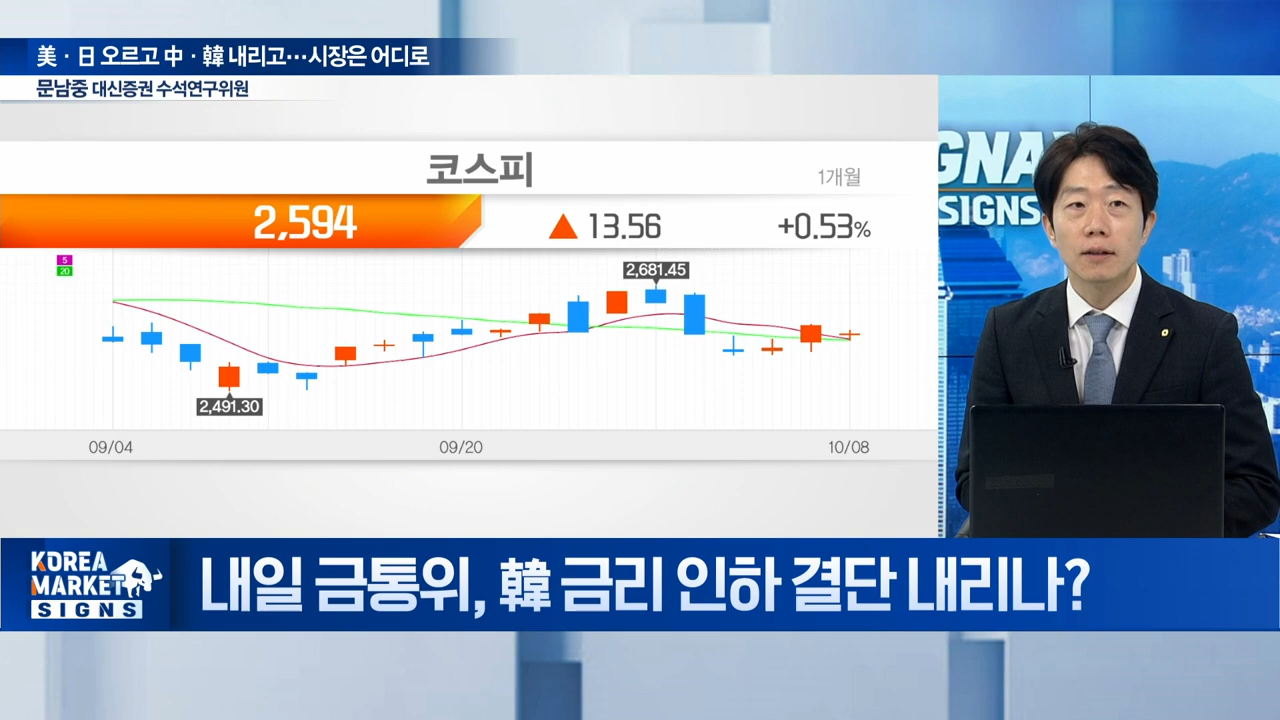 美·日 오르고 中·韓 내리고…시장은 어디로
문남중 대신증권 수석연구위원
코스피
1개월
2,594 ▲ 13.56 +0.53%
5
20
2,681.45
2,491.30
09/04 09/20 10/08
GNA
SIGNS
KOREA
MARKET
SIGNS
내일 금통위, 韓 금리 인하 결단 내리나?